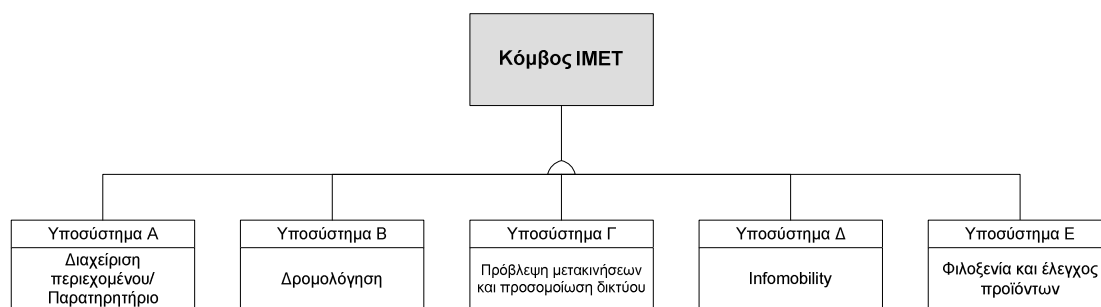 Κόμβος ΙΜΕΤ
Υποσύστημα Α
Διαχείριση
περιεχομένου/
Παρατηρητήριο
Υποσύστημα Β
Δρομολόγηση
Υποσύστημα Γ
Πρόβλεψη μετακινήσεων
και προσομοίωση δικτύου
Υποσύστημα Δ
Infomobility
Υποσύστημα Ε
Φιλοξενία και έλεγχος
προϊόντων